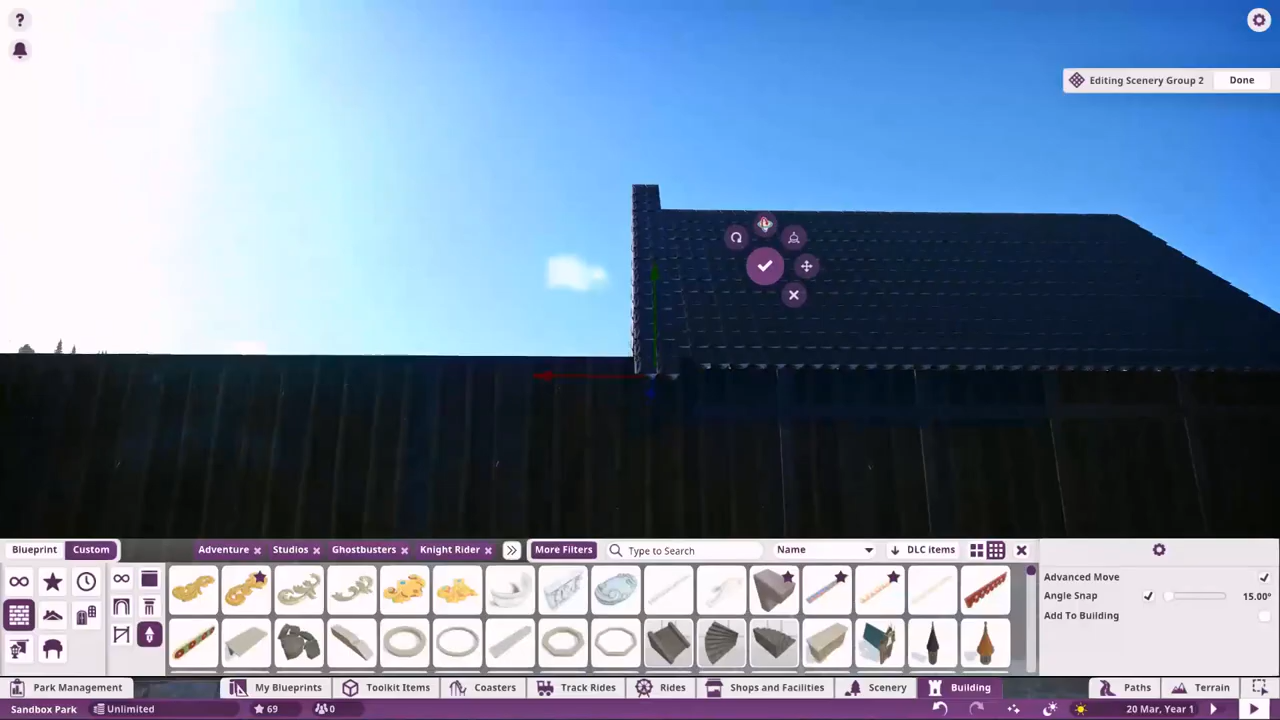 ?
Editing Scenery Group 2 Done
Blueprint Custom Adventure Studios Ghostbusters Knight Rider More Filters Type to Search Name DLC items
Advanced Move
Angle Snap 15.00°
Add To Building
Park Management My Blueprints Toolkit Items Coasters Track Rides Rides Shops and Facilities Scenery Building Paths Terrain
Sandbox Park Unlimited 69 0 20 Mar, Year 1